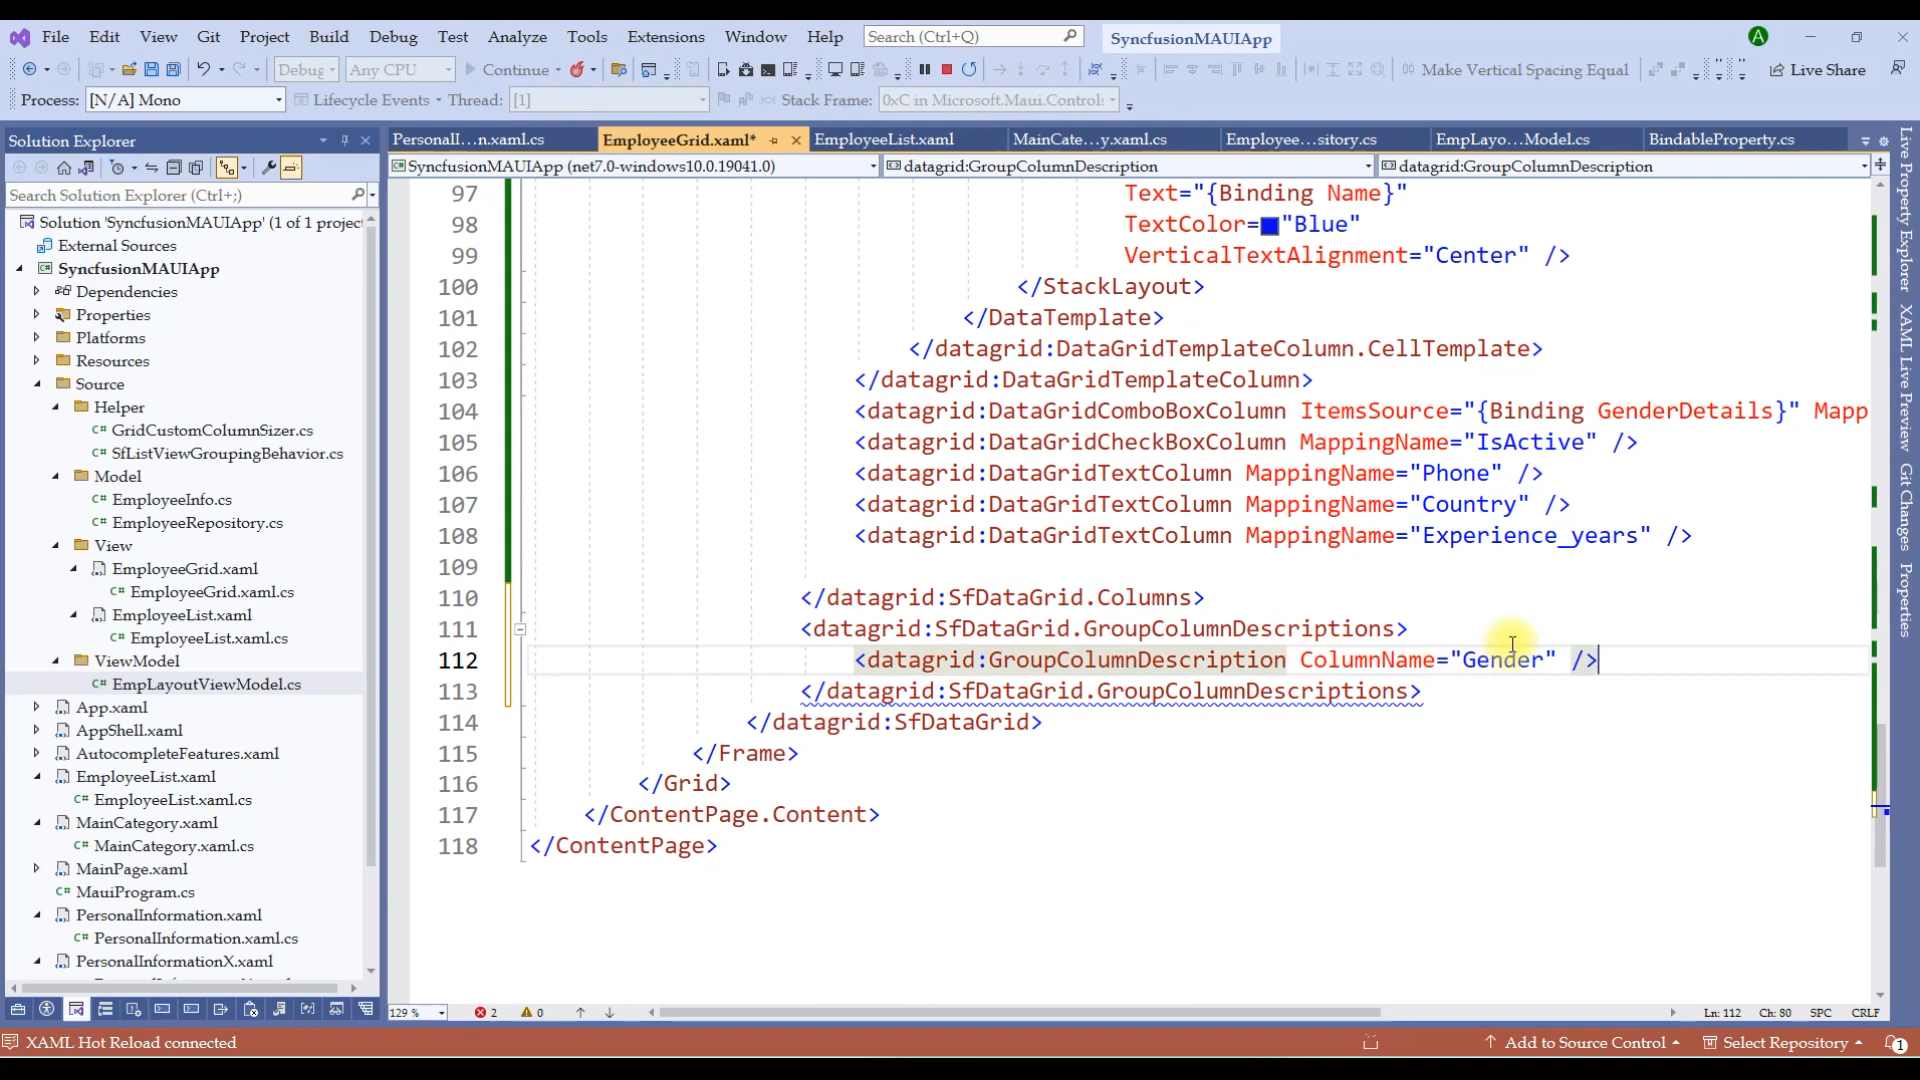 File Edit View Git Project Build Debug Test Analyze Tools Extensions Window Help Search (Ctrl+Q) SyncfusionMAUIApp A
Debug Any CPU Continue Make Vertical Spacing Equal Live Share
Process: [N/A] Mono Lifecycle Events Thread: [1] Stack Frame: 0xC in Microsoft.Maui.Controls
Solution Explorer
Search Solution Explorer (Ctrl+;)
Solution 'SyncfusionMAUIApp' (1 of 1 project
External Sources
SyncfusionMAUIApp
Dependencies
Properties
Platforms
Resources
Source
Helper
GridCustomColumnSizer.cs
SfListViewGroupingBehavior.cs
Model
EmployeeInfo.cs
EmployeeRepository.cs
View
EmployeeGrid.xaml
EmployeeGrid.xaml.cs
EmployeeList.xaml
EmployeeList.xaml.cs
ViewModel
EmpLayoutViewModel.cs
App.xaml
AppShell.xaml
AutocompleteFeatures.xaml
EmployeeList.xaml
EmployeeList.xaml.cs
MainCategory.xaml
MainCategory.xaml.cs
MainPage.xaml
MauiProgram.cs
PersonalInformation.xaml
PersonalInformation.xaml.cs
PersonalInformationX.xaml
PersonalI...n.xaml.cs EmployeeGrid.xaml* EmployeeList.xaml MainCate...y.xaml.cs Employee...sitory.cs EmpLayo...Model.cs BindableProperty.cs
SyncfusionMAUIApp (net7.0-windows10.0.19041.0) datagrid:GroupColumnDescription datagrid:GroupColumnDescription
97 Text="{Binding Name}"
98 TextColor="Blue"
99 VerticalTextAlignment="Center" />
100 </StackLayout>
101 </DataTemplate>
102 </datagrid:DataGridTemplateColumn.CellTemplate>
103 </datagrid:DataGridTemplateColumn>
104 <datagrid:DataGridComboBoxColumn ItemsSource="{Binding GenderDetails}" Mapp
105 <datagrid:DataGridCheckBoxColumn MappingName="IsActive" />
106 <datagrid:DataGridTextColumn MappingName="Phone" />
107 <datagrid:DataGridTextColumn MappingName="Country" />
108 <datagrid:DataGridTextColumn MappingName="Experience_years" />
109
110 </datagrid:SfDataGrid.Columns>
111 <datagrid:SfDataGrid.GroupColumnDescriptions>
112 <datagrid:GroupColumnDescription ColumnName="Gender" />
113 </datagrid:SfDataGrid.GroupColumnDescriptions>
114 </datagrid:SfDataGrid>
115 </Frame>
116 </Grid>
117 </ContentPage.Content>
118 </ContentPage>
129 % 2 0 Ln: 112 Ch: 80 SPC CRLF
XAML Hot Reload connected Add to Source Control Select Repository 1
Live Property Explorer
XAML Live Preview
Git Changes
Properties